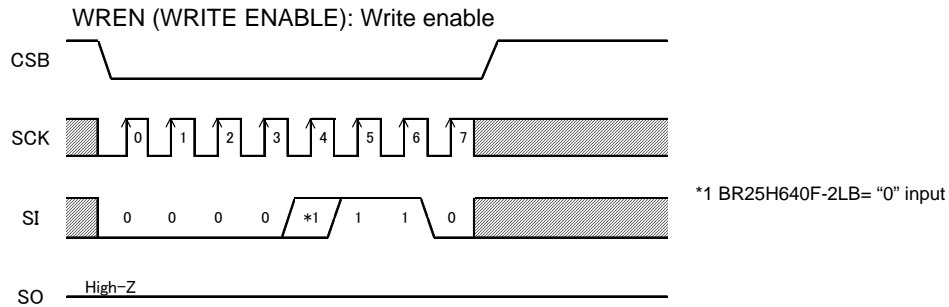 WREN (WRITE ENABLE): Write enable
CSB
SCK 0 1 2 3 4 5 6 7
*1 BR25H640F-2LB= “0” input
SI 0 0 0 0 *1 1 1 0
High-Z
SO